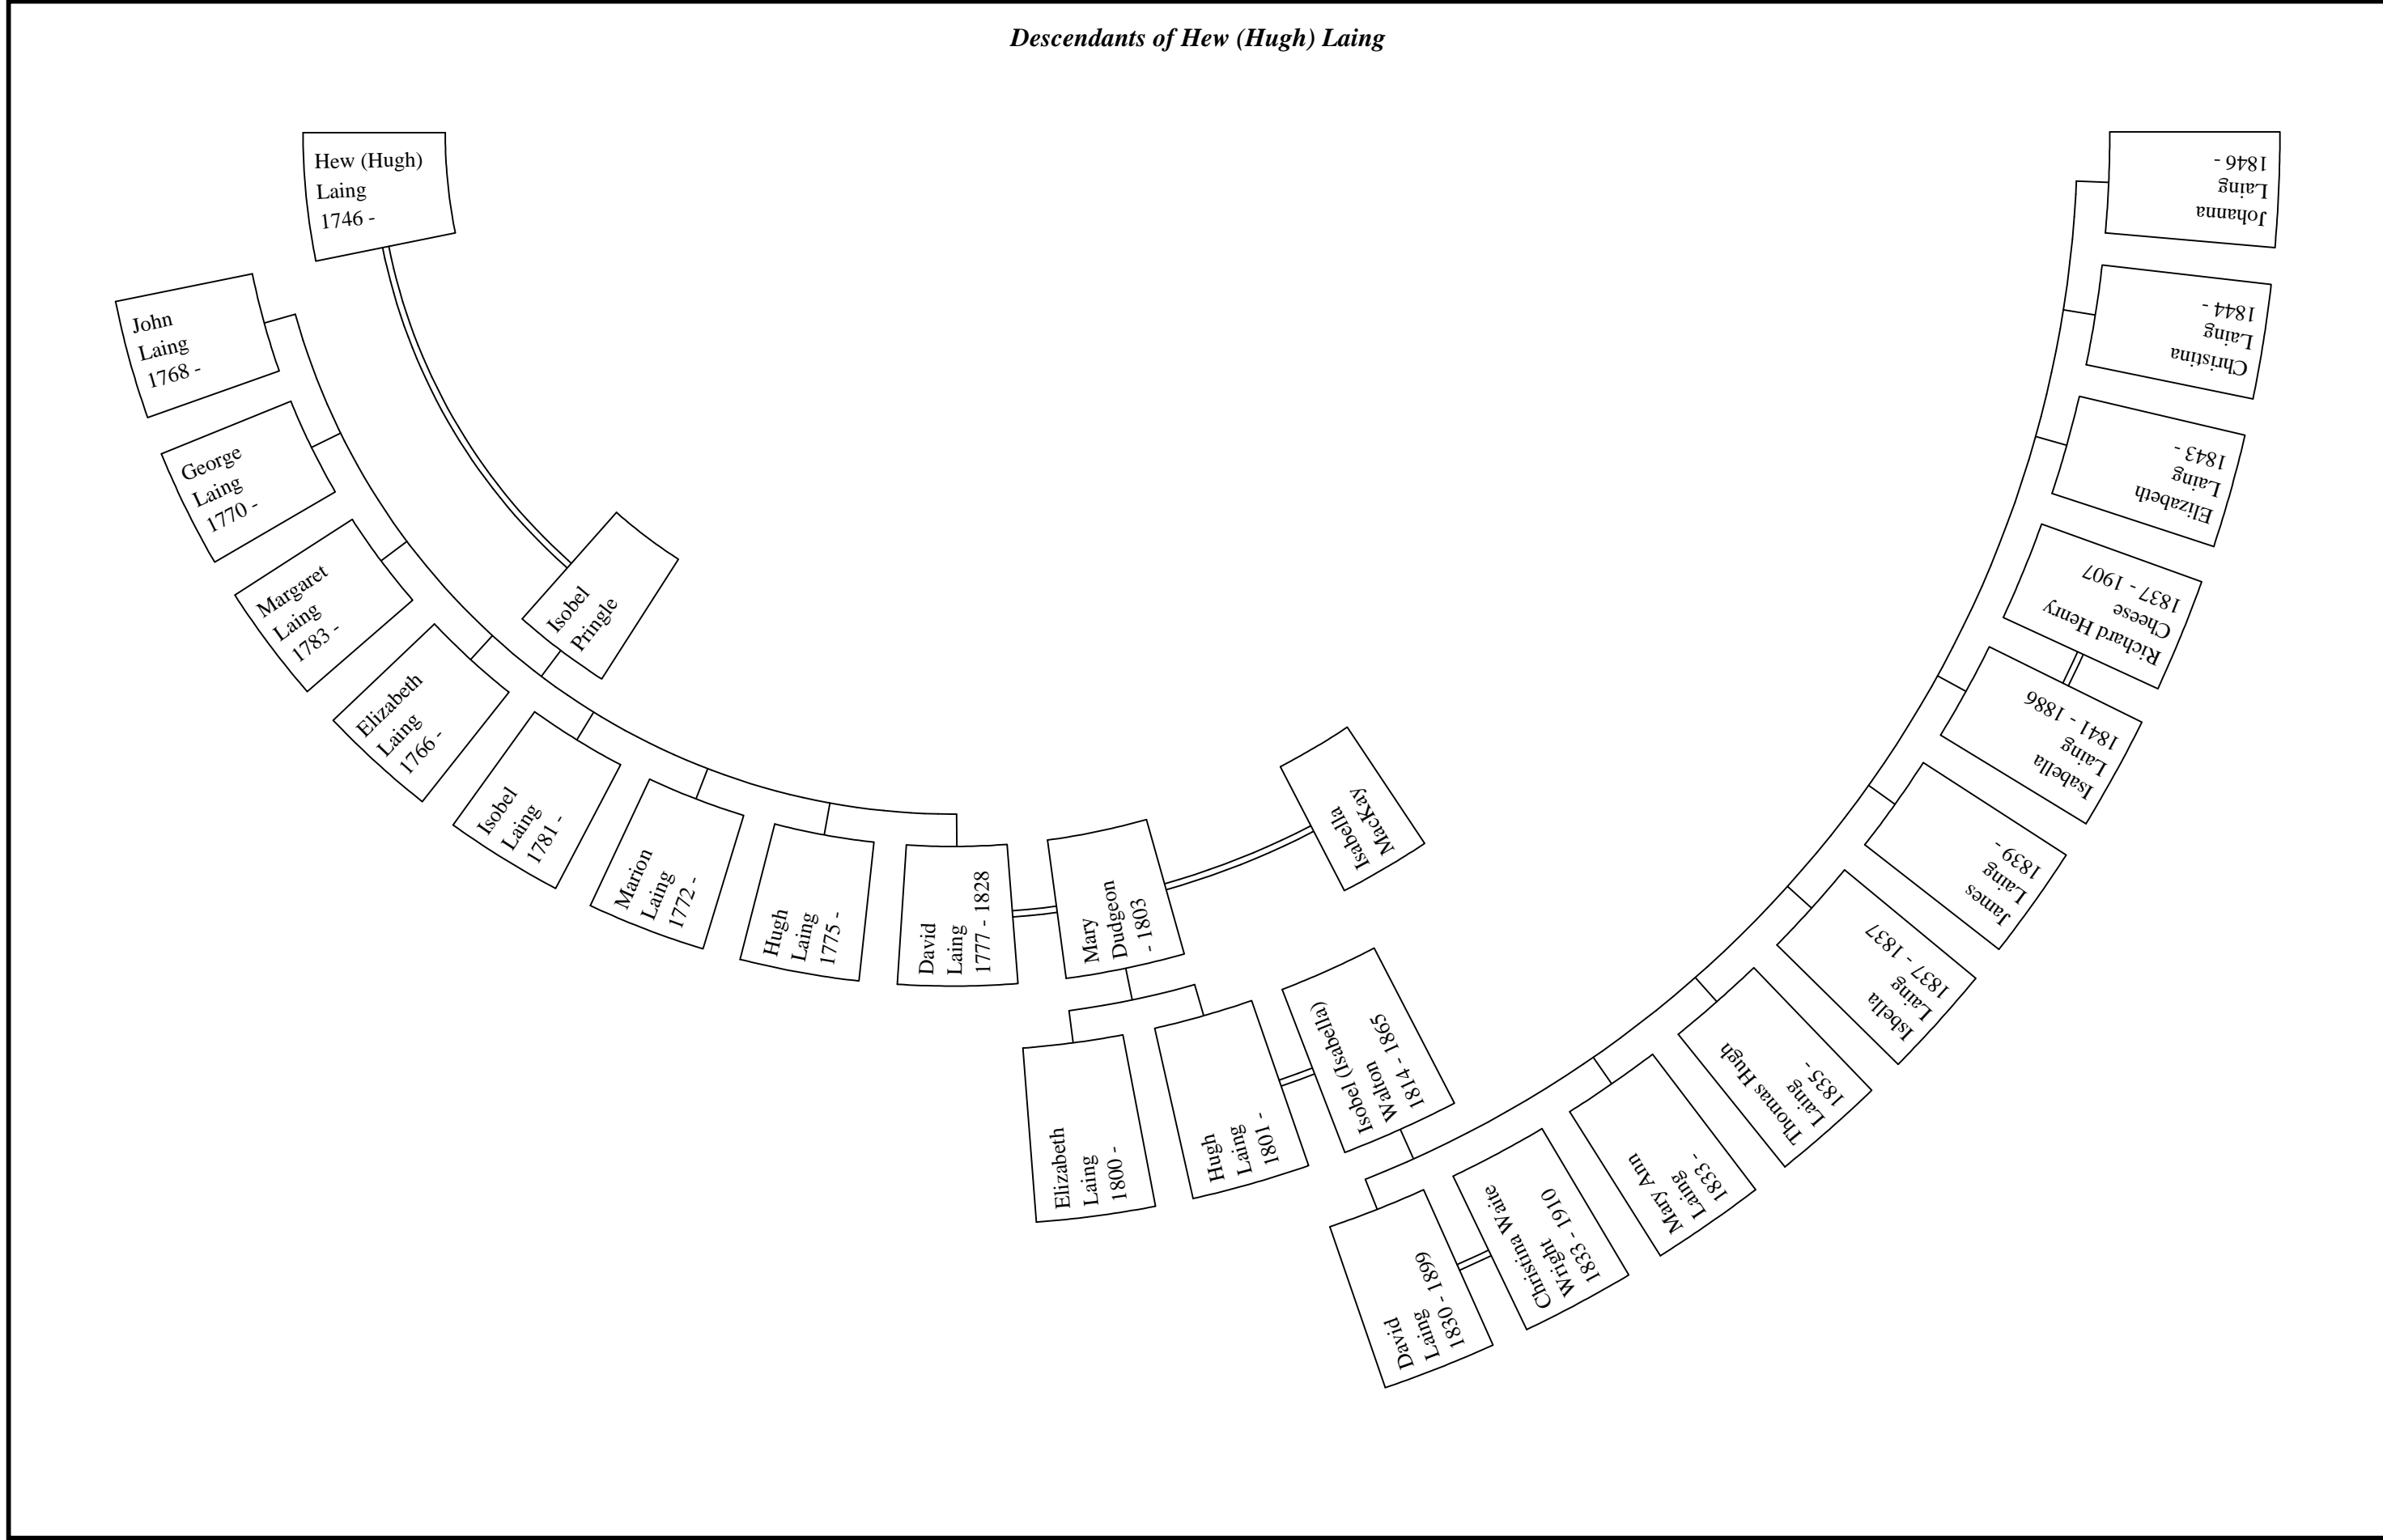 Descendants of Hew (Hugh) Laing
Hew (Hugh)
Laing
1746 -
John
Laing
1768 -
George
Laing
1770 -
Margaret
Laing
1783 -
Elizabeth
Laing
1766 -
Isobel
Laing
1781 -
Marion
Laing
1772 -
Hugh
Laing
1775 -
David
Laing
1777 - 1828
Isobel
Pringle
Mary
Dudgeon
- 1803
Isabella
MacKay
Elizabeth
Laing
1800 -
Hugh
Laing
1801 -
Isobel (Isabella)
Walton
1814 - 1865
David
Laing
1830 - 1899
Christina Waite
Wright
1833 - 1910
Mary Ann
Laing
1833 -
Thomas Hugh
Laing
1835 -
Isbella
Laing
1837 - 1837
James
Laing
1839 -
Isabella
Laing
1841 - 1886
Richard Henry
Cheese
1837 - 1907
Elizabeth
Laing
1843 -
Christina
Laing
1844 -
Johanna
Laing
1846 -